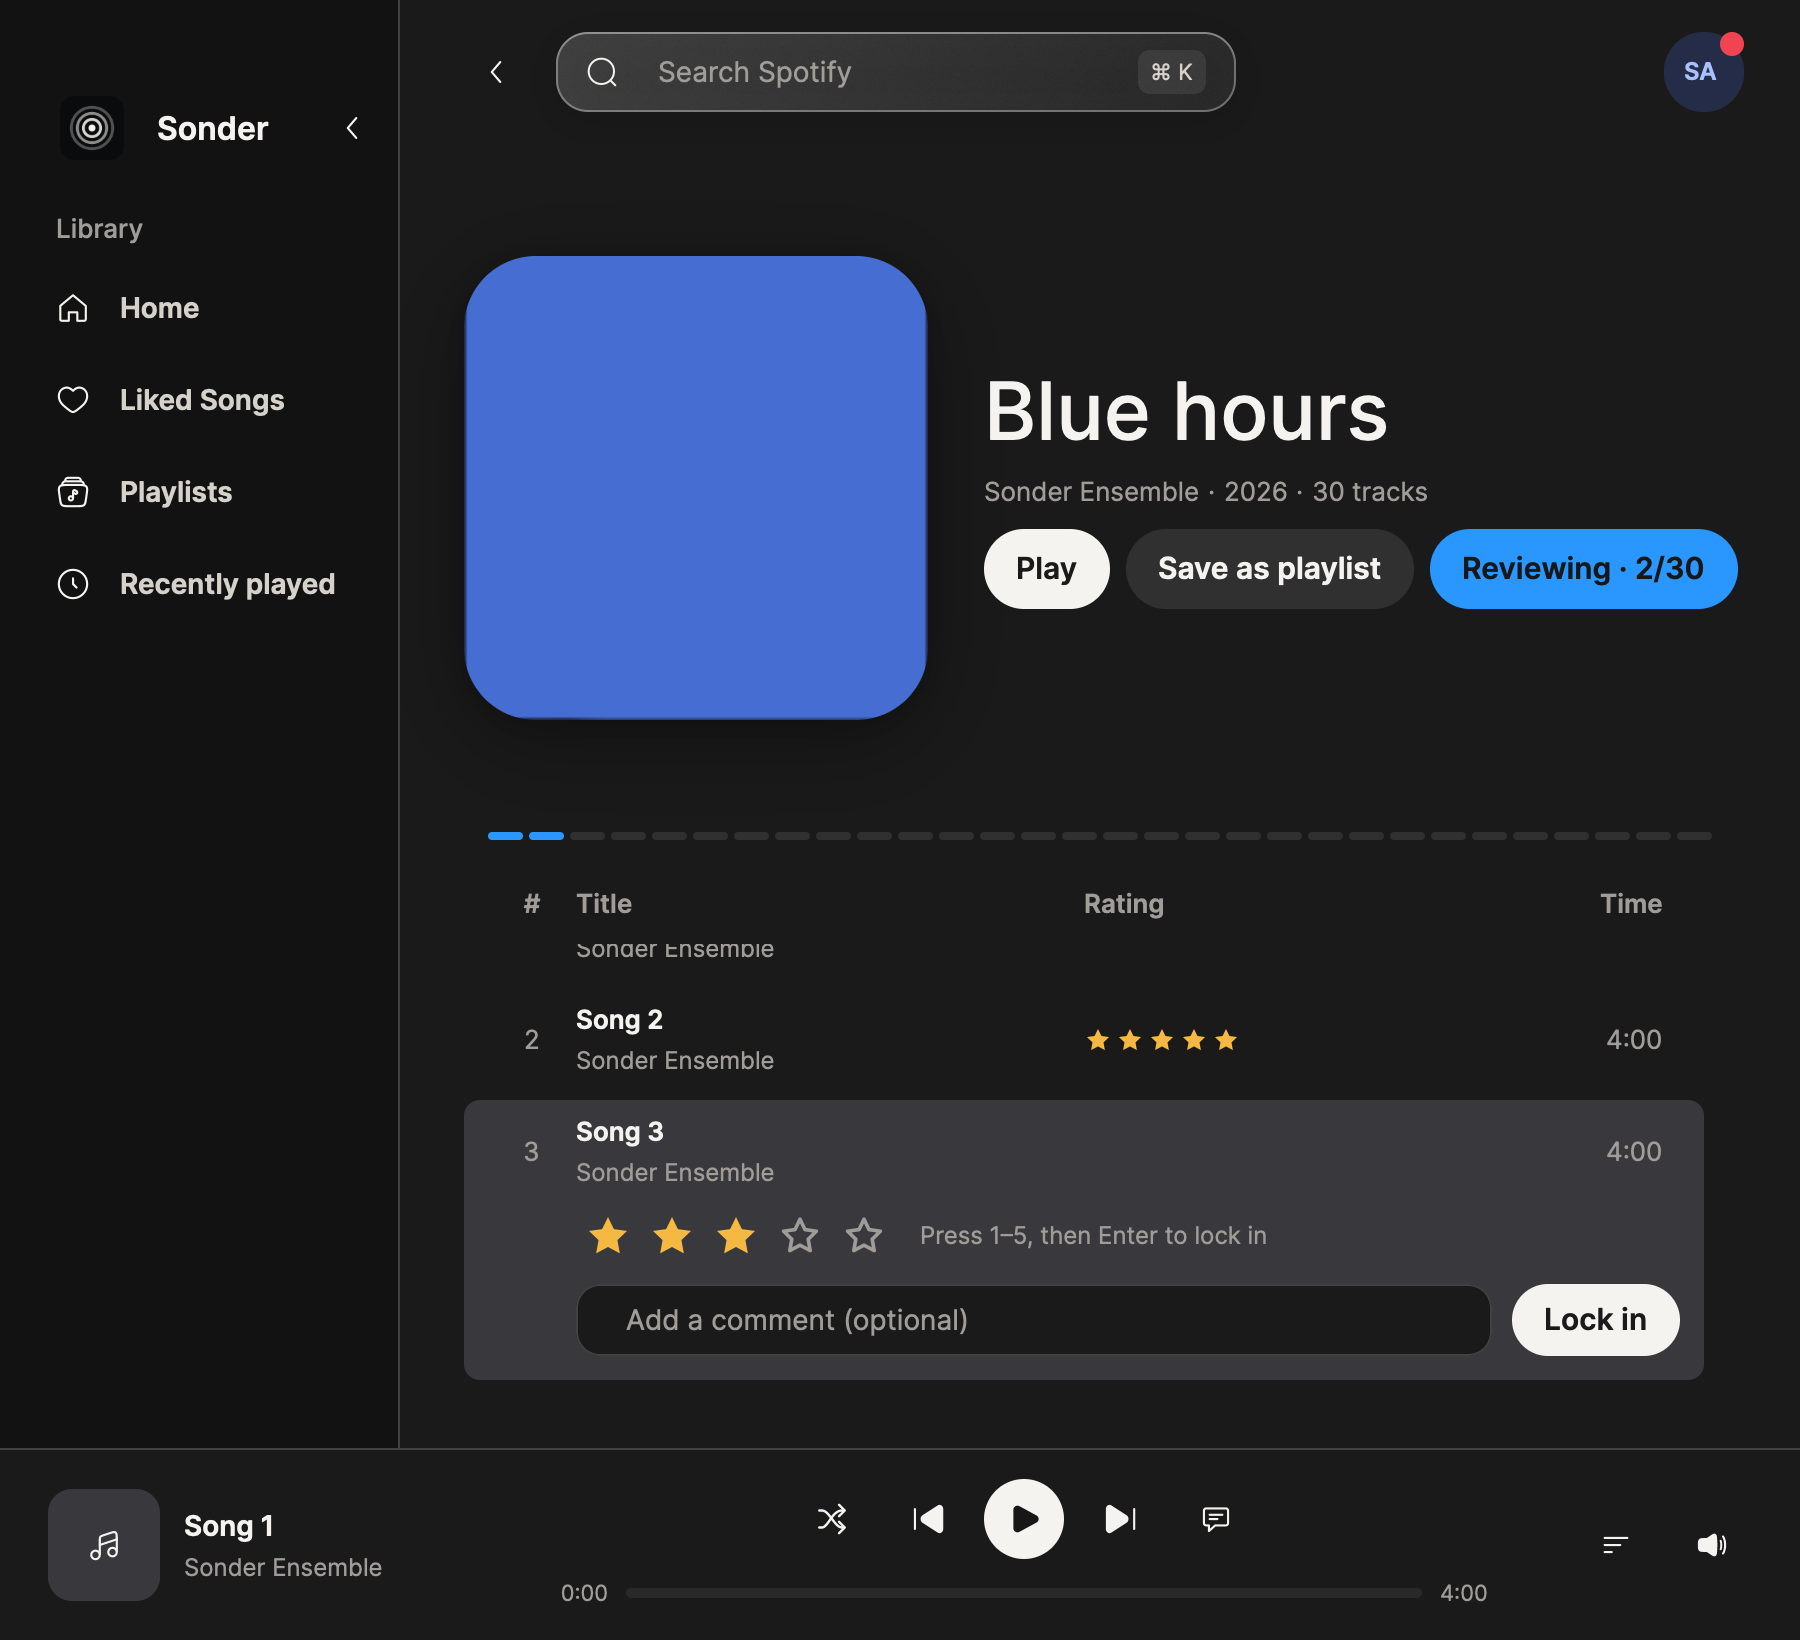 Search Spotify
⌘ K
SA
Sonder
Library
Home
Liked Songs
Playlists
Recently played
Blue hours
Sonder Ensemble · 2026 · 30 tracks
Play
Save as playlist
Reviewing · 2/30
# Title Rating Time
Sonder Ensemble
2 Song 2 4:00
Sonder Ensemble
3 Song 3 4:00
Sonder Ensemble
Press 1–5, then Enter to lock in
Add a comment (optional)
Lock in
Song 1
Sonder Ensemble
0:00
4:00